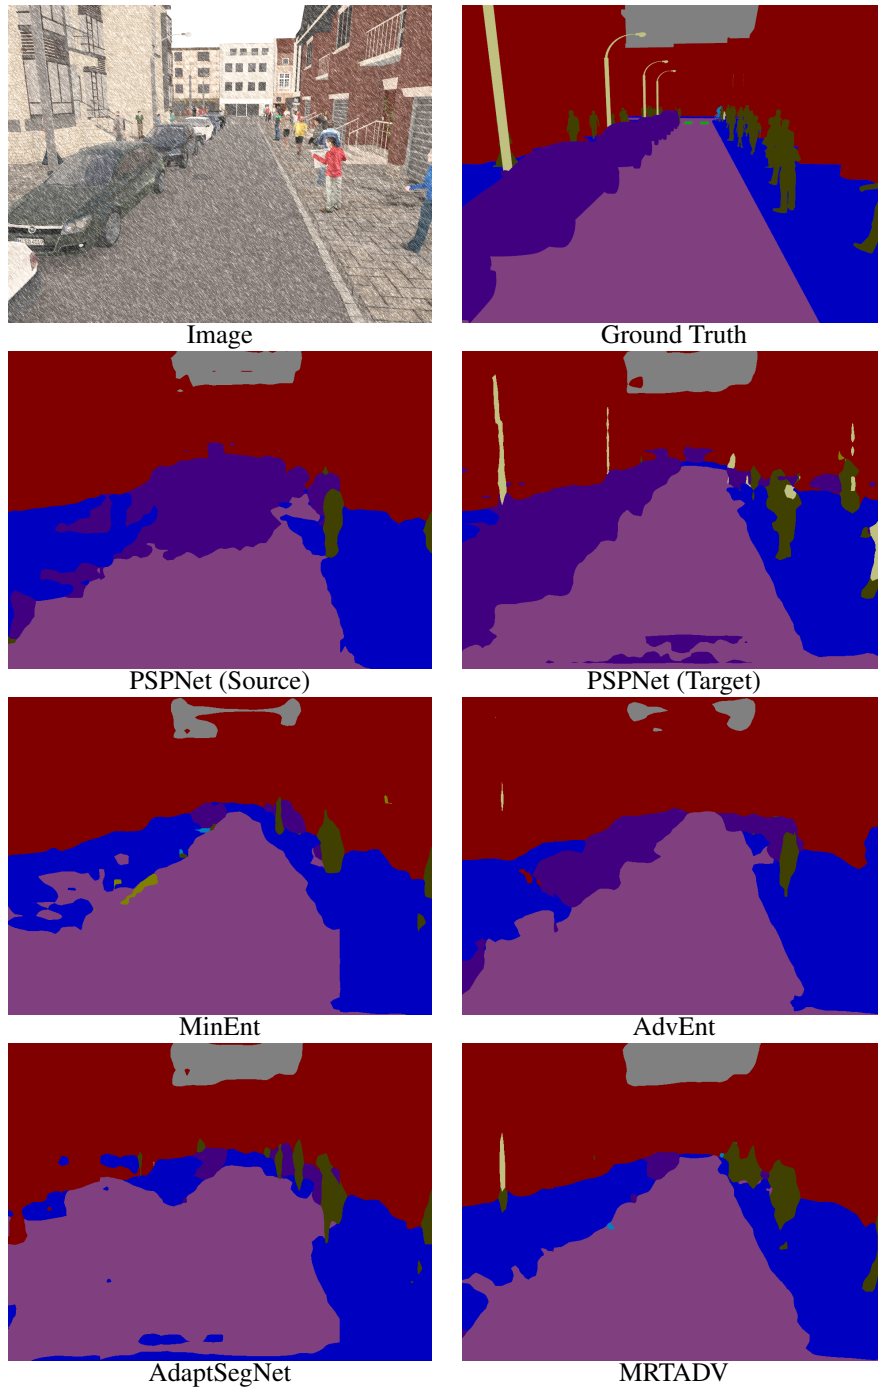 Image
Ground Truth
PSPNet (Source)
PSPNet (Target)
MinEnt
AdvEnt
AdaptSegNet
MRTADV